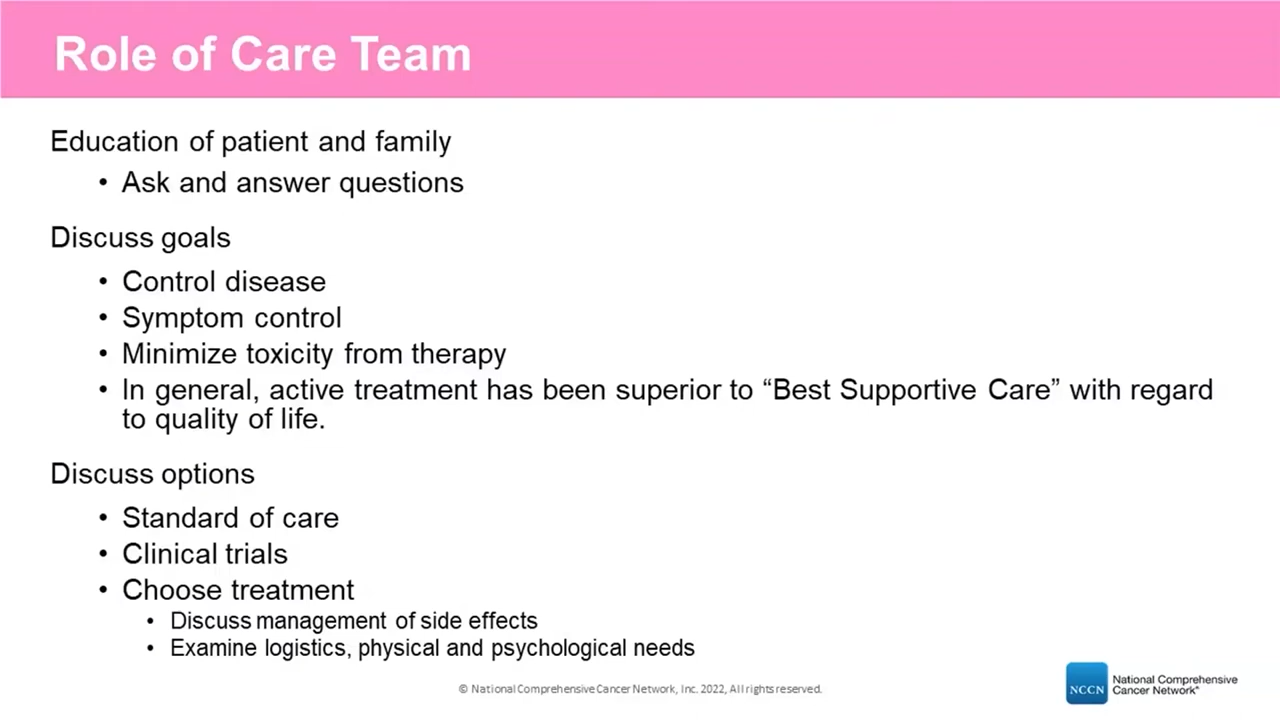 Role of Care Team
Education of patient and family
• Ask and answer questions
Discuss goals
• Control disease
• Symptom control
• Minimize toxicity from therapy
• In general, active treatment has been superior to “Best Supportive Care” with regard
to quality of life.
Discuss options
• Standard of care
• Clinical trials
• Choose treatment
• Discuss management of side effects
• Examine logistics, physical and psychological needs
© National Comprehensive Cancer Network, Inc. 2022, All rights reserved.
NCCN
National Comprehensive
Cancer Network®